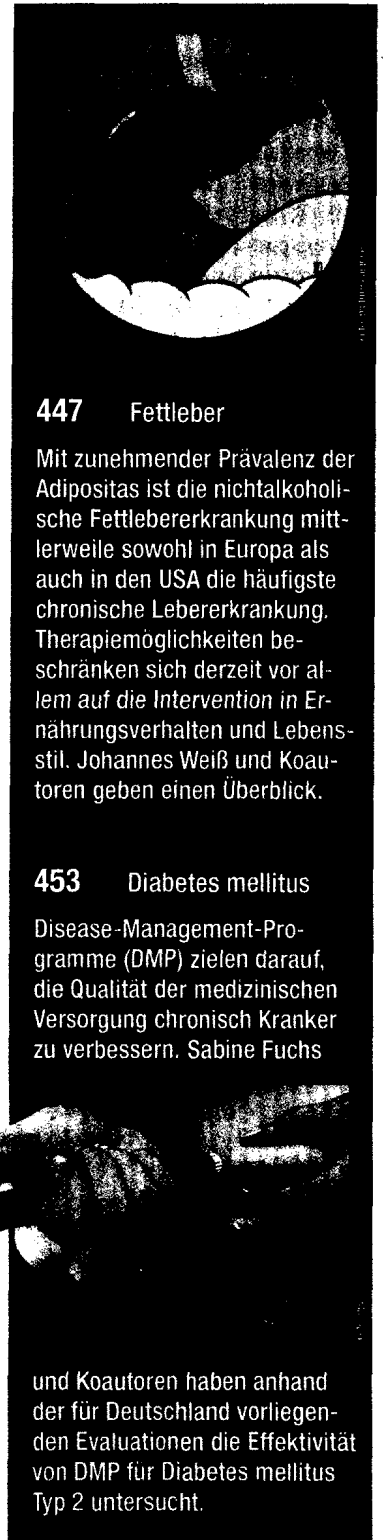 447 Fettleber
Mit zunehmender Prävalenz der
Adipositas ist die nichtalkoholi-
sche Fettlebererkrankung mitt-
lerweile sowohl in Europa als
auch in den USA die häufigste
chronische Lebererkrankung.
Therapiemöglichkeiten be-
schränken sich derzeit vor al-
lem auf die Intervention in Er-
nährungsverhalten und Lebens-
stil. Johannes Weiß und Koau-
toren geben einen Überblick.
453 Diabetes mellitus
Disease-Management-Pro-
gramme (DMP) zielen darauf,
die Qualität der medizinischen
Versorgung chronisch Kranker
zu verbessern. Sabine Fuchs
und Koautoren haben anhand
der für Deutschland vorliegen-
den Evaluationen die Effektivität
von DMP für Diabetes mellitus
Typ 2 untersucht.